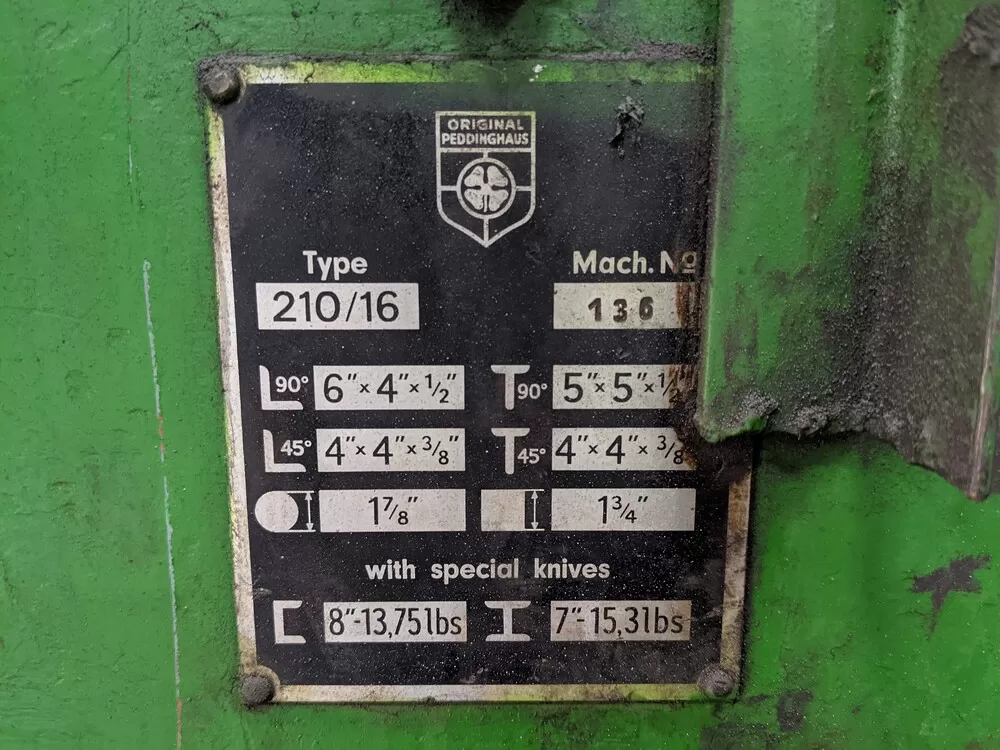 ORIGINAL
PEDDINGHAUS
Type Mach. Nº
210/16 136
90° 6"×4"×1/2" 90° 5"×5"×1/2"
45° 4"×4"×3/8" 45° 4"×4"×3/8
1 7/8" 1 3/4"
with special knives
8"-13,75lbs 7"-15,3lbs